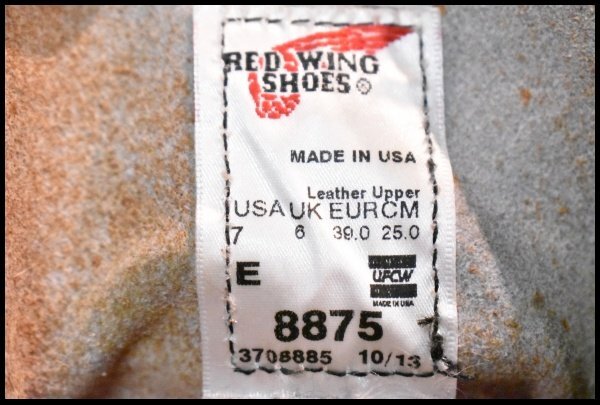 RED WING
SHOES®
MADE IN USA
Leather Upper
USA UK EUR CM
7 6 39.0 25.0
E
UFCW
MADE IN USA
8875
3706885 10/13